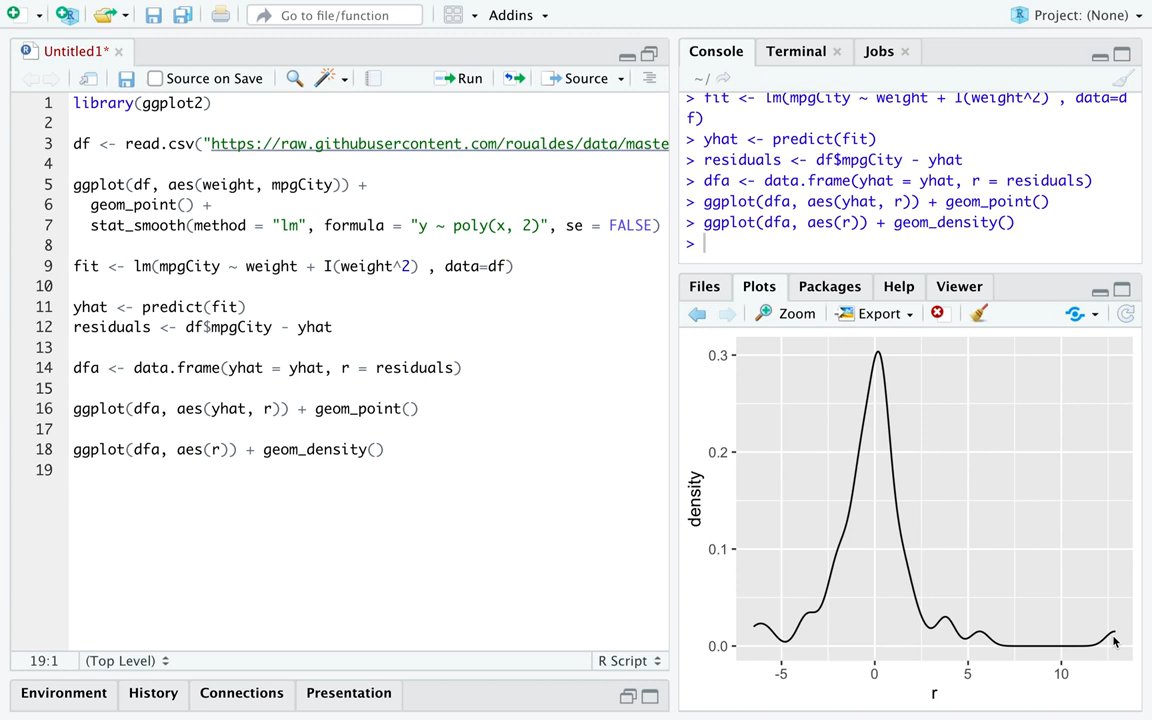 Go to file/function
Addins
Project: (None)
Untitled1*
Source on Save
Run
Source
1 library(ggplot2)
2
3 df <- read.csv("https://raw.githubusercontent.com/roualdes/data/maste
4
5 ggplot(df, aes(weight, mpgCity)) +
6 geom_point() +
7 stat_smooth(method = "lm", formula = "y ~ poly(x, 2)", se = FALSE)
8
9 fit <- lm(mpgCity ~ weight + I(weight^2) , data=df)
10
11 yhat <- predict(fit)
12 residuals <- df$mpgCity - yhat
13
14 dfa <- data.frame(yhat = yhat, r = residuals)
15
16 ggplot(dfa, aes(yhat, r)) + geom_point()
17
18 ggplot(dfa, aes(r)) + geom_density()
19
19:1 (Top Level) R Script
Environment History Connections Presentation
Console Terminal Jobs
~/
> fit <- lm(mpgCity ~ weight + I(weight^2) , data=d
f)
> yhat <- predict(fit)
> residuals <- df$mpgCity - yhat
> dfa <- data.frame(yhat = yhat, r = residuals)
> ggplot(dfa, aes(yhat, r)) + geom_point()
> ggplot(dfa, aes(r)) + geom_density()
>
Files Plots Packages Help Viewer
Zoom Export
0.3
0.2
0.1
0.0
density
-5 0 5 10
r